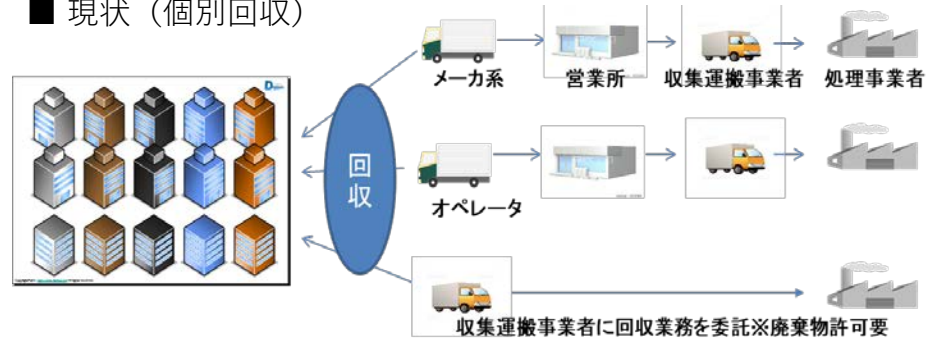 ■ 現状（個別回収）
メーカ系
営業所
収集運搬事業者
処理事業者
回収
オペレータ
収集運搬事業者に回収業務を委託※廃棄物許可要